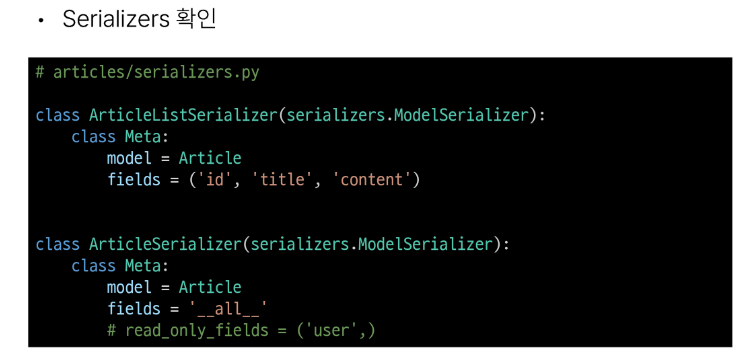 • Serializers 확인
# articles/serializers.py
class ArticleListSerializer(serializers.ModelSerializer):
    class Meta:
        model = Article
        fields = ('id', 'title', 'content')
class ArticleSerializer(serializers.ModelSerializer):
    class Meta:
        model = Article
        fields = '__all__'
        # read_only_fields = ('user',)